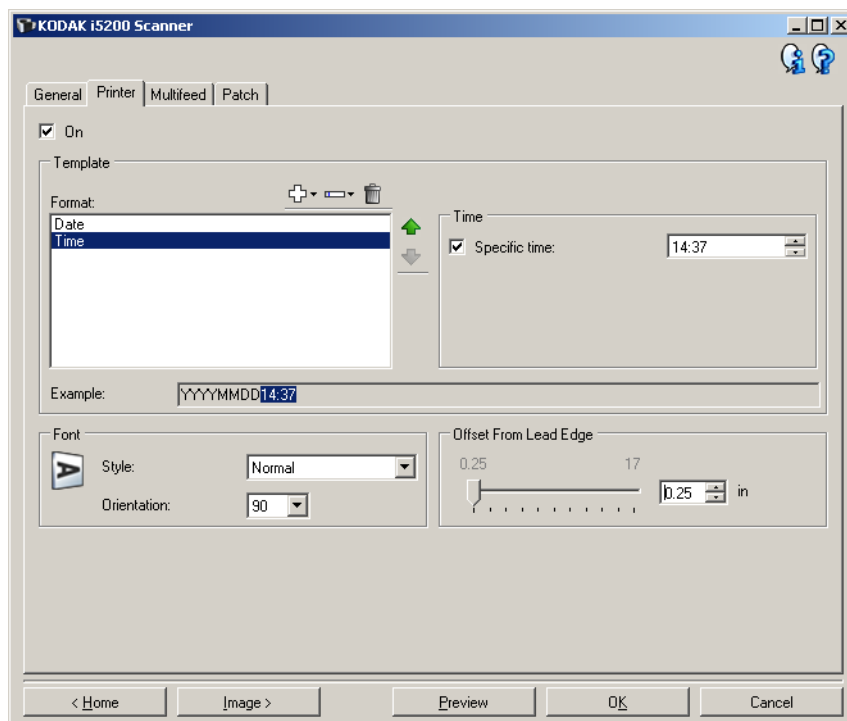 KODAK i5200 Scanner
General Printer Multifeed Patch
On
Template
Format:
Date
Time
Time
Specific time: 14:37
Example: YYYYMMDD14:37
Font
Style: Normal
Orientation: 90
Offset From Lead Edge
0.25 17
0.25 in
< Home Image > Preview OK Cancel